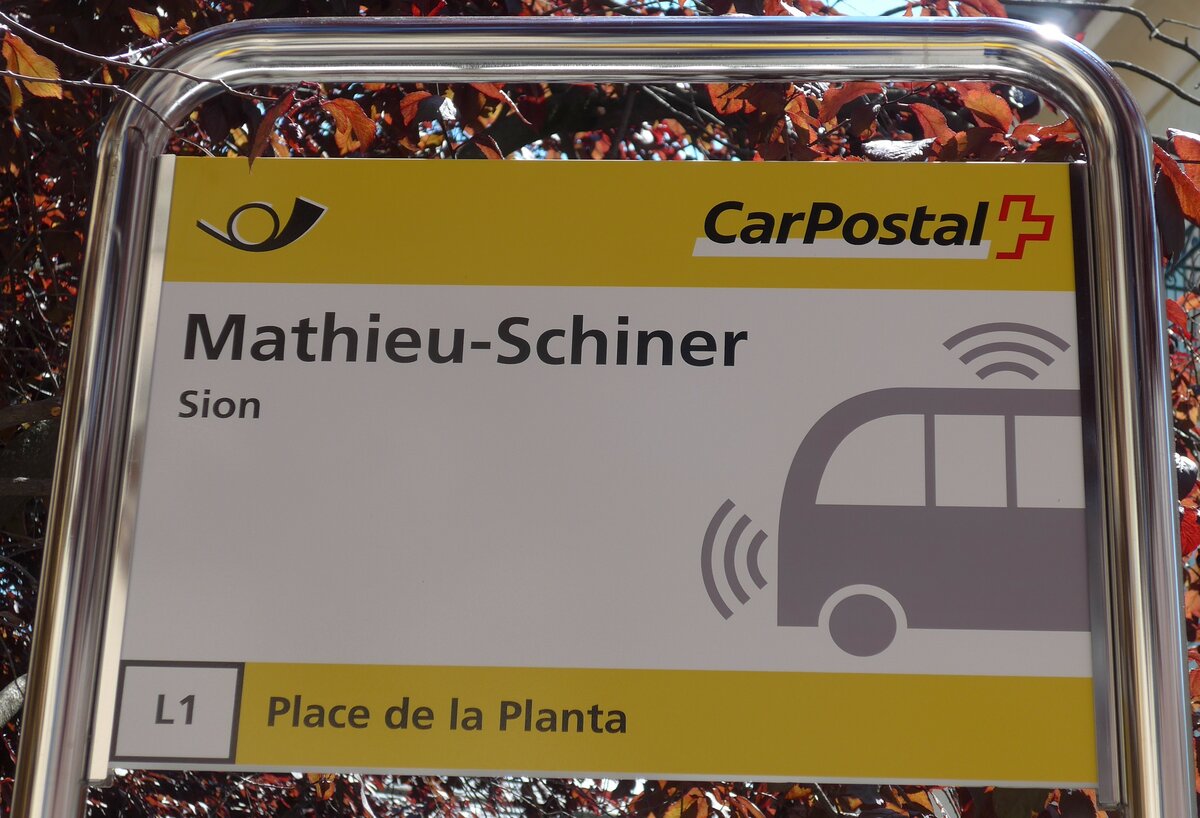 CarPostal
Mathieu-Schiner
Sion
L1 Place de la Planta